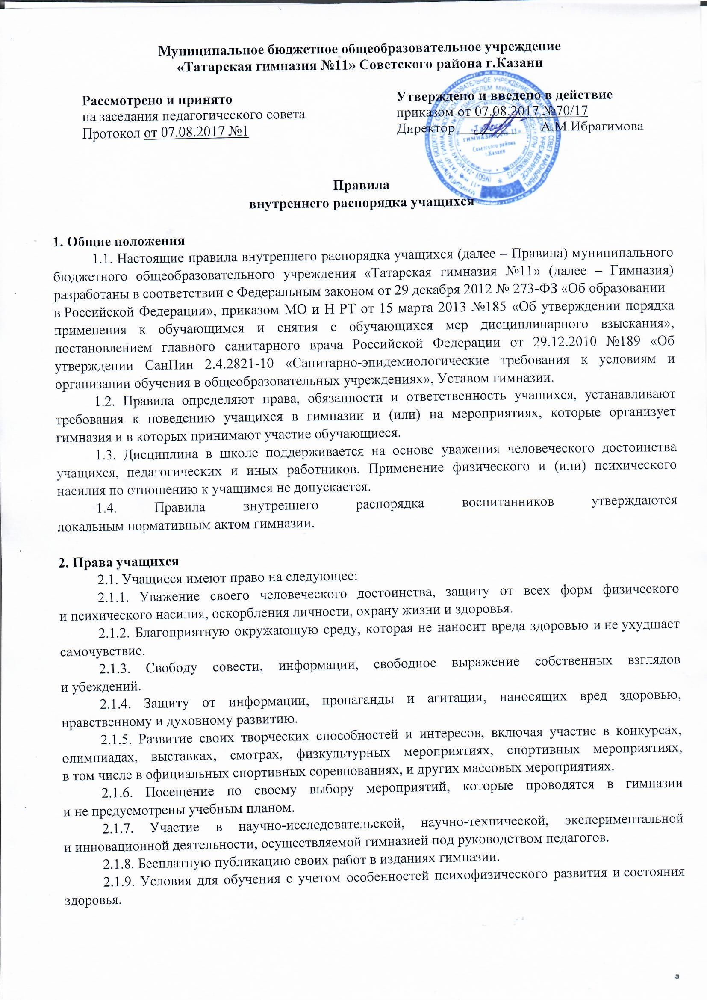 Муниципальное бюджетное общеобразовательное учреждение
«Татарская гимназия №11» Советского района г.Казани
Рассмотрено и принято
на заседания педагогического совета
Протокол от 07.08.2017 №1
Утверждено и введено в действие
приказом от 07.08.2017 №70/17
Директор ____________ А.М.Ибрагимова
гимназия № 11»
Советского района
г.Казани
Правила
внутреннего распорядка учащихся
1. Общие положения
1.1. Настоящие правила внутреннего распорядка учащихся (далее – Правила) муниципального
бюджетного общеобразовательного учреждения «Татарская гимназия №11» (далее – Гимназия)
разработаны в соответствии с Федеральным законом от 29 декабря 2012 № 273-ФЗ «Об образовании
в Российской Федерации», приказом МО и Н РТ от 15 марта 2013 №185 «Об утверждении порядка
применения к обучающимся и снятия с обучающихся мер дисциплинарного взыскания»,
постановлением главного санитарного врача Российской Федерации от 29.12.2010 №189 «Об
утверждении СанПин 2.4.2821-10 «Санитарно-эпидемиологические требования к условиям и
организации обучения в общеобразовательных учреждениях», Уставом гимназии.
1.2. Правила определяют права, обязанности и ответственность учащихся, устанавливают
требования к поведению учащихся в гимназии и (или) на мероприятиях, которые организует
гимназия и в которых принимают участие обучающиеся.
1.3. Дисциплина в школе поддерживается на основе уважения человеческого достоинства
учащихся, педагогических и иных работников. Применение физического и (или) психического
насилия по отношению к учащимся не допускается.
1.4. Правила внутреннего распорядка воспитанников утверждаются
локальным нормативным актом гимназии.
2. Права учащихся
2.1. Учащиеся имеют право на следующее:
2.1.1. Уважение своего человеческого достоинства, защиту от всех форм физического
и психического насилия, оскорбления личности, охрану жизни и здоровья.
2.1.2. Благоприятную окружающую среду, которая не наносит вреда здоровью и не ухудшает
самочувствие.
2.1.3. Свободу совести, информации, свободное выражение собственных взглядов
и убеждений.
2.1.4. Защиту от информации, пропаганды и агитации, наносящих вред здоровью,
нравственному и духовному развитию.
2.1.5. Развитие своих творческих способностей и интересов, включая участие в конкурсах,
олимпиадах, выставках, смотрах, физкультурных мероприятиях, спортивных мероприятиях,
в том числе в официальных спортивных соревнованиях, и других массовых мероприятиях.
2.1.6. Посещение по своему выбору мероприятий, которые проводятся в гимназии
и не предусмотрены учебным планом.
2.1.7. Участие в научно-исследовательской, научно-технической, экспериментальной
и инновационной деятельности, осуществляемой гимназией под руководством педагогов.
2.1.8. Бесплатную публикацию своих работ в изданиях гимназии.
2.1.9. Условия для обучения с учетом особенностей психофизического развития и состояния
здоровья.